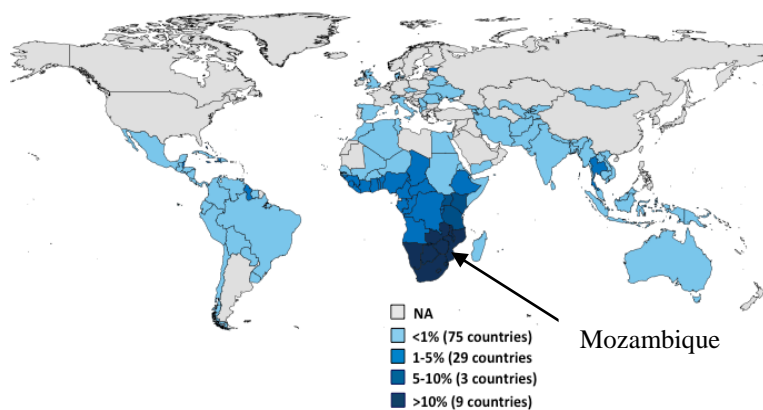 NA
<1% (75 countries)
1-5% (29 countries
5-10% (3 countries)
>10% (9 countries)
Mozambique